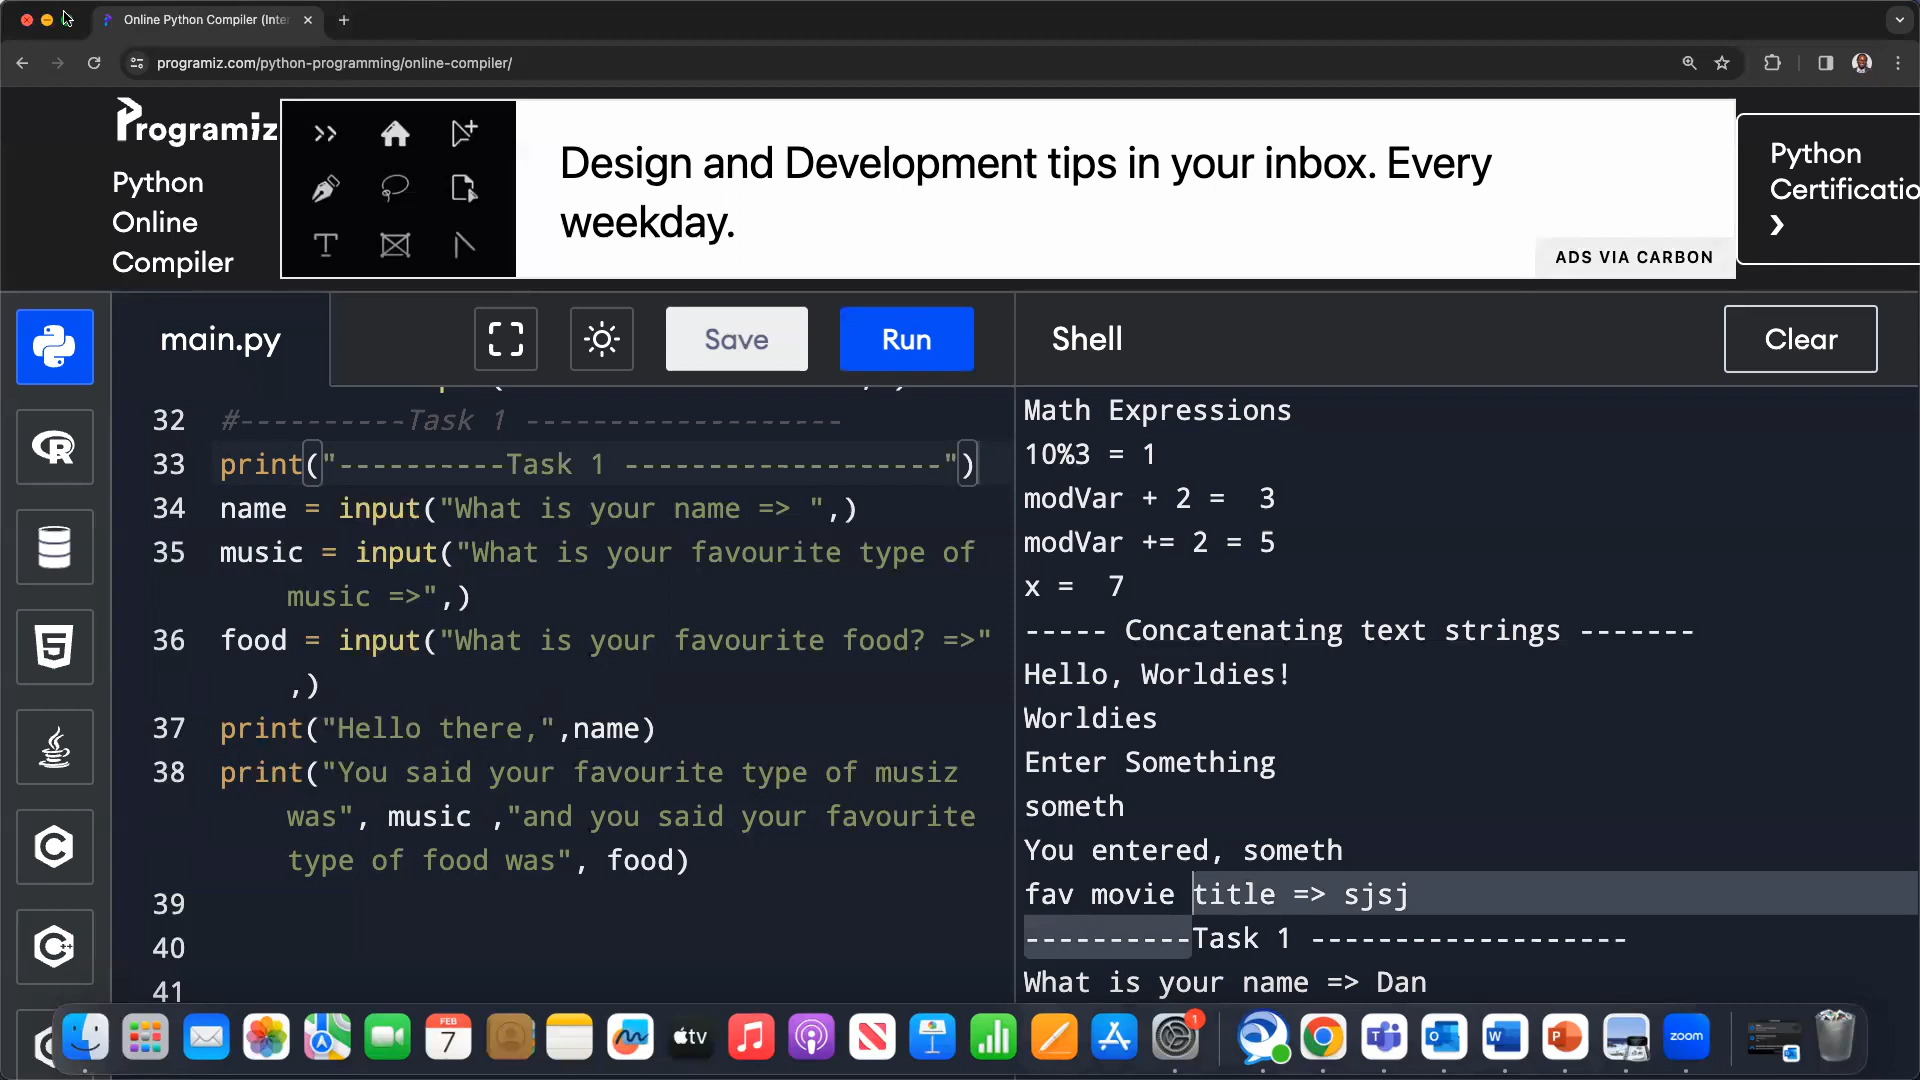 Online Python Compiler (Inte
programiz.com/python-programming/online-compiler/
Programiz
Python
Online
Compiler
Design and Development tips in your inbox. Every
weekday.
ADS VIA CARBON
Python
Certificatio
main.py
Save
Run
Shell
Clear
32 #----------Task 1 -------------------
33 print("----------Task 1 -------------------")
34 name = input("What is your name => ",)
35 music = input("What is your favourite type of
music =>",)
36 food = input("What is your favourite food? =>"
,)
37 print("Hello there,",name)
38 print("You said your favourite type of musiz
was", music ,"and you said your favourite
type of food was", food)
39
40
41
Math Expressions
10%3 = 1
modVar + 2 =  3
modVar += 2 = 5
x =  7
----- Concatenating text strings -------
Hello, Worldies!
Worldies
Enter Something
someth
You entered, someth
fav movie title => sjsj
----------Task 1 -------------------
What is your name => Dan
FEB
7
tv
1
zoom